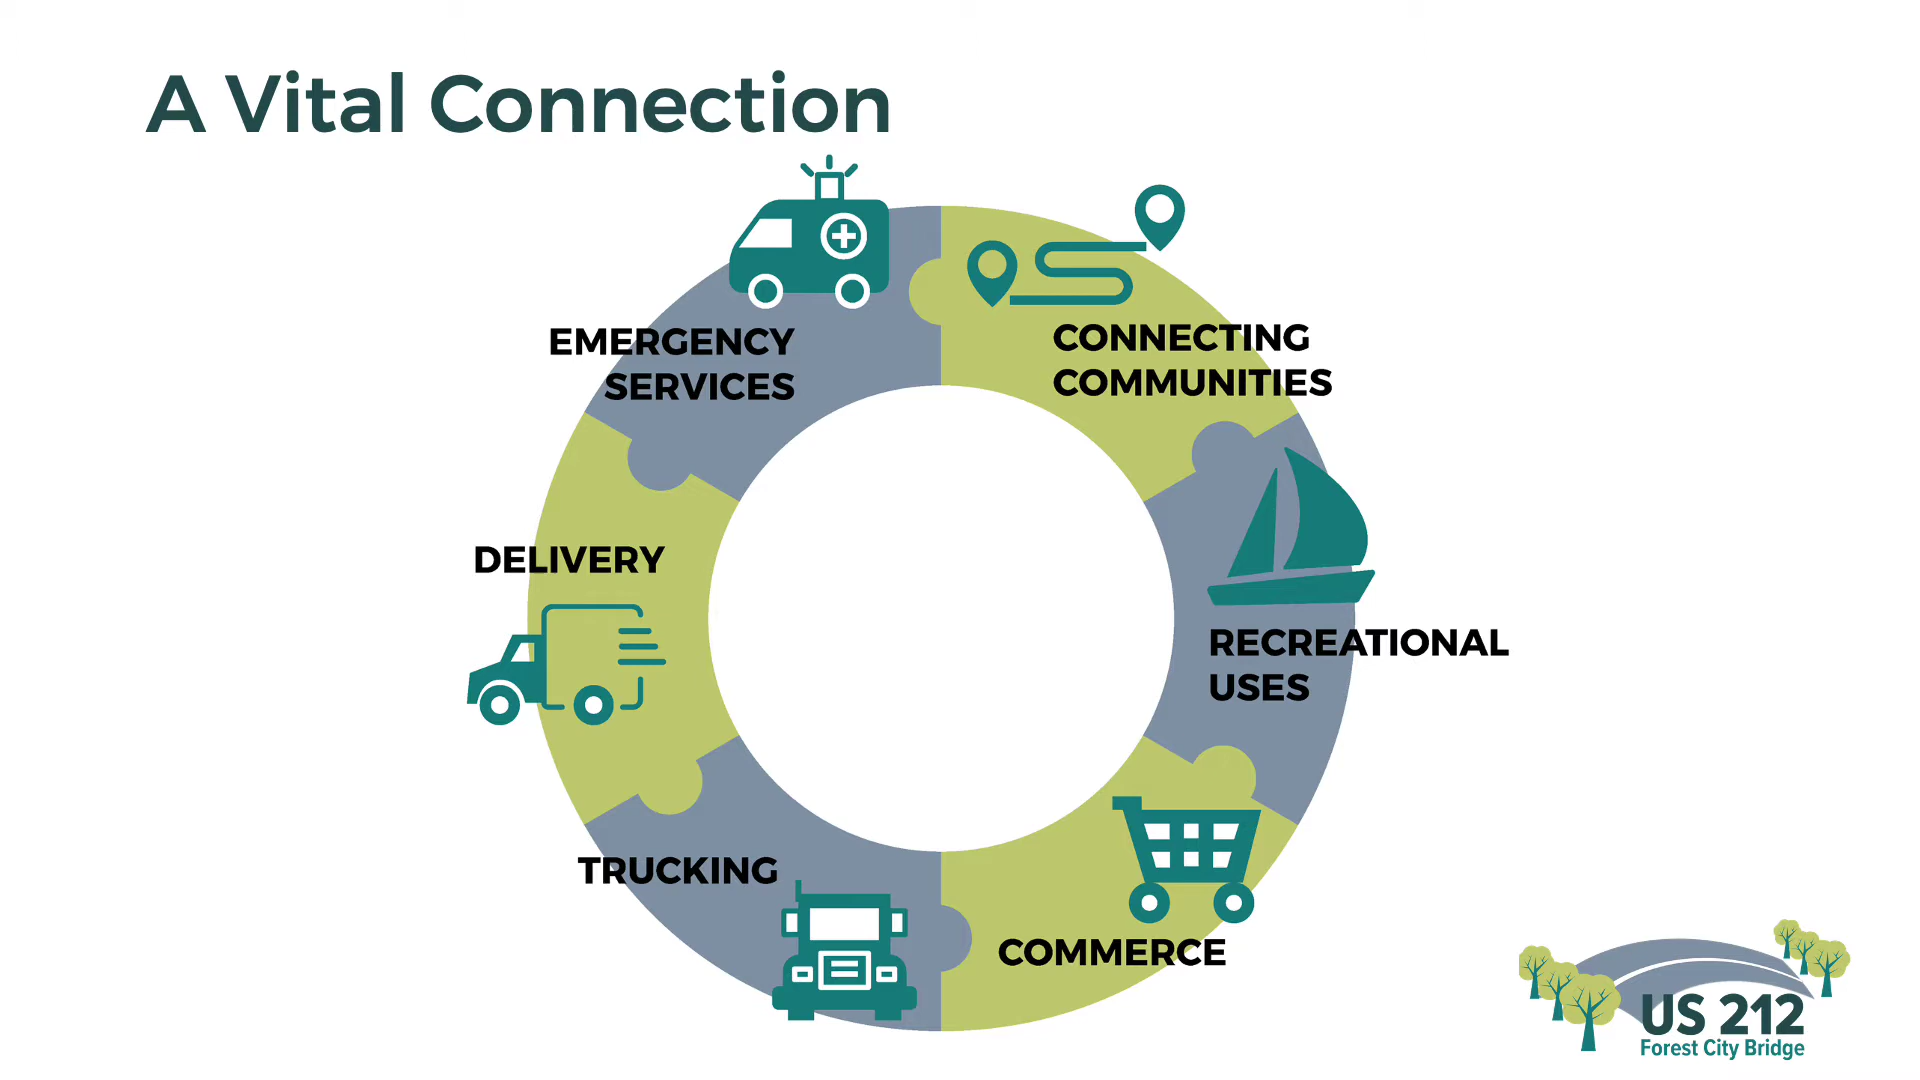 A Vital Connection
EMERGENCY
SERVICES
CONNECTING
COMMUNITIES
DELIVERY
RECREATIONAL
USES
TRUCKING
COMMERCE
US 212
Forest City Bridge